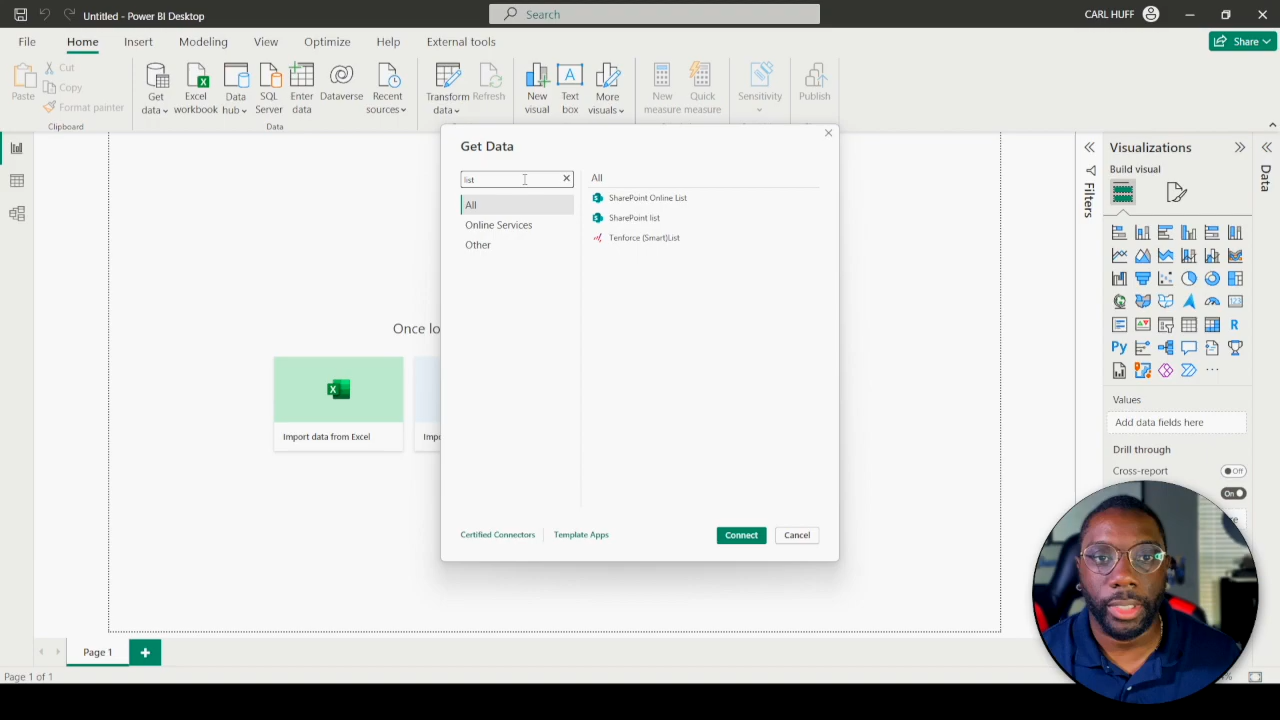 Untitled - Power BI Desktop
Search
CARL HUFF
File Home Insert Modeling View Optimize Help External tools
Share
Paste
Cut
Copy
Format painter
Clipboard
Get data
Excel workbook
Data hub
SQL Server
Enter data
Dataverse
Recent sources
Data
Transform data
Refresh
New visual
Text box
More visuals
New measure
Quick measure
Sensitivity
Publish
Get Data
list
All
Online Services
Other
All
SharePoint Online List
SharePoint list
Tenforce (Smart)List
Certified Connectors
Template Apps
Connect
Cancel
Once lo
Import data from Excel
Impo
Filters
Visualizations
Build visual
R
Py
Values
Add data fields here
Drill through
Cross-report
Off
On
Data
Page 1
Page 1 of 1